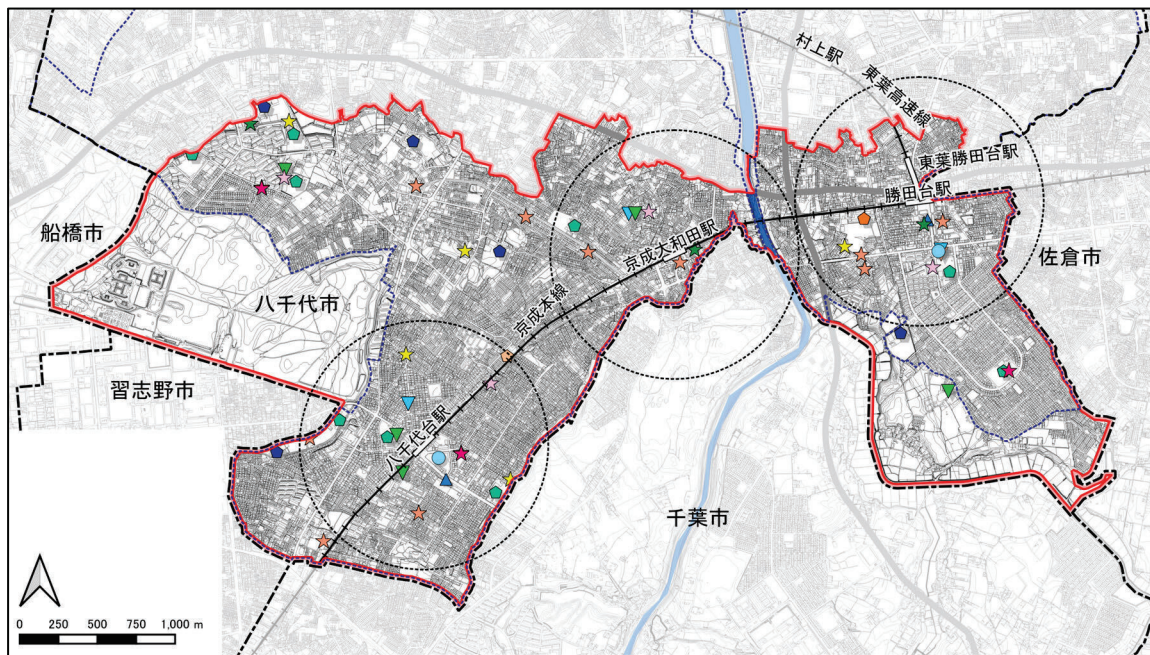 村上駅
東葉高速線
東葉勝田台駅
勝田台駅
京成大和田駅
船橋市
佐倉市
八千代市
京成本線
習志野市
八千代台駅
千葉市
0 250 500 750 1,000 m